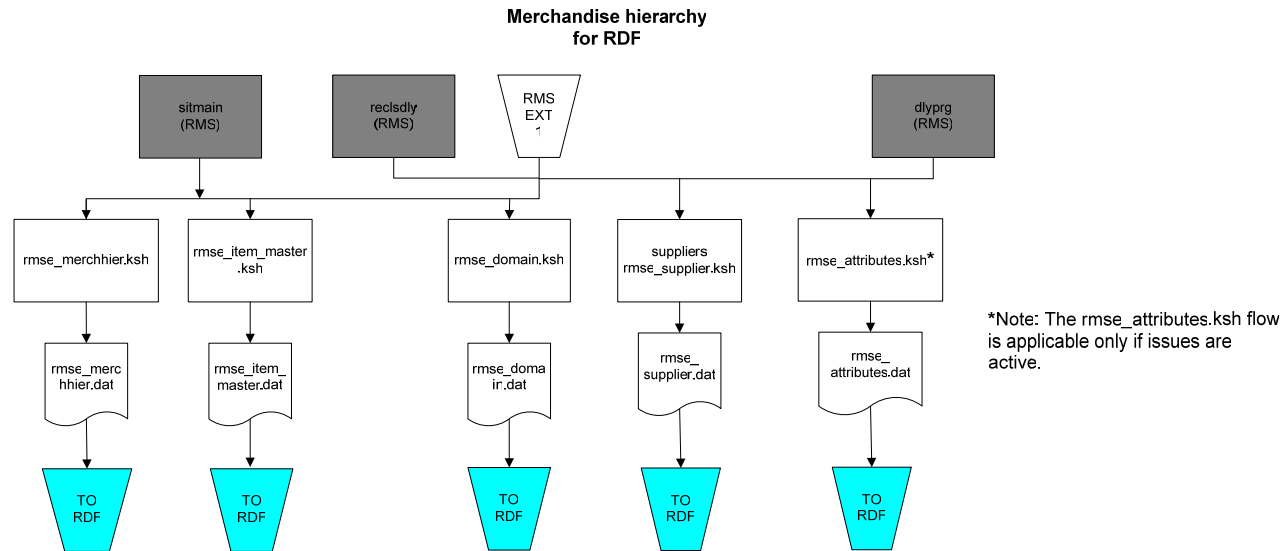 Merchandise hierarchy
for RDF
sitmain
(RMS)
reclsdly
(RMS)
RMS
EXT
1
dlyprg
(RMS)
rmse_merchhier.ksh
rmse_item_master
.ksh
rmse_domain.ksh
suppliers
rmse_supplier.ksh
rmse_attributes.ksh*
*Note: The rmse_attributes.ksh flow
is applicable only if issues are
active.
rmse_merc
hhier.dat
rmse_item_
master.dat
rmse_doma
in.dat
rmse_
supplier.dat
rmse_
attributes.dat
TO
RDF
TO
RDF
TO
RDF
TO
RDF
TO
RDF